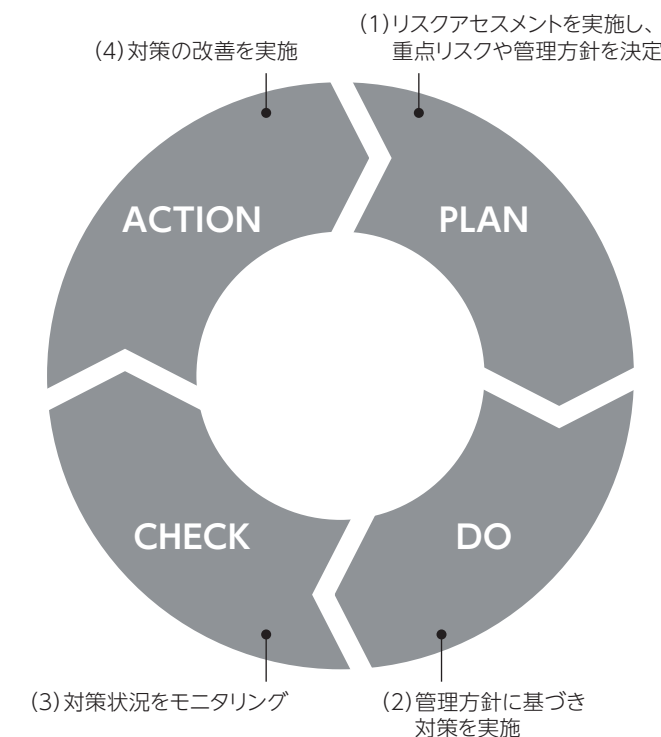 (1)リスクアセスメントを実施し、
重点リスクや管理方針を決定
(4)対策の改善を実施
ACTION
PLAN
CHECK
DO
(3)対策状況をモニタリング
(2)管理方針に基づき
対策を実施